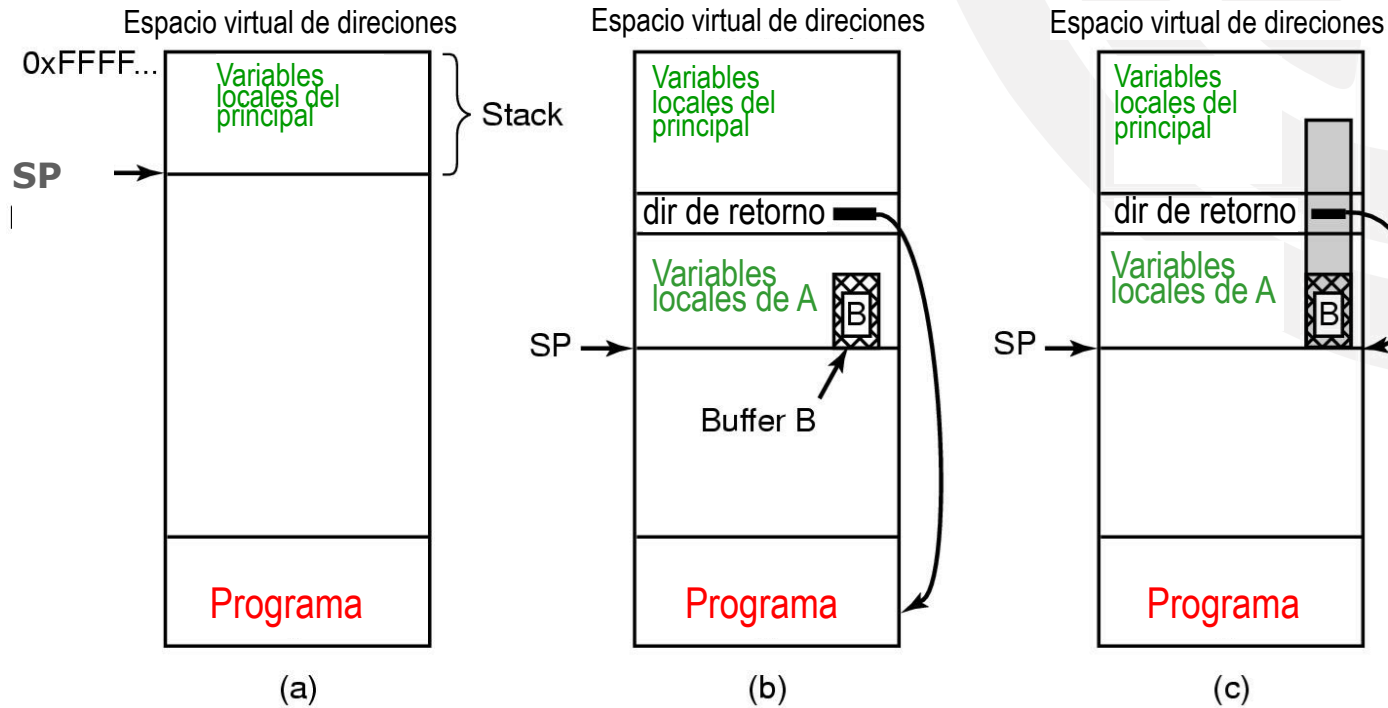 Espacio virtual de direciones
0xFFFF...
Variables
locales del
principal
Stack
SP
(a)
Programa
Espacio virtual de direciones
Variables
locales del
principal
dir de retorno
Variables
locales de A
B
SP
Buffer B
Programa
(b)
Espacio virtual de direciones
Variables
locales del
principal
dir de retorno
Variables
locales de A
B
SP
Programa
(c)